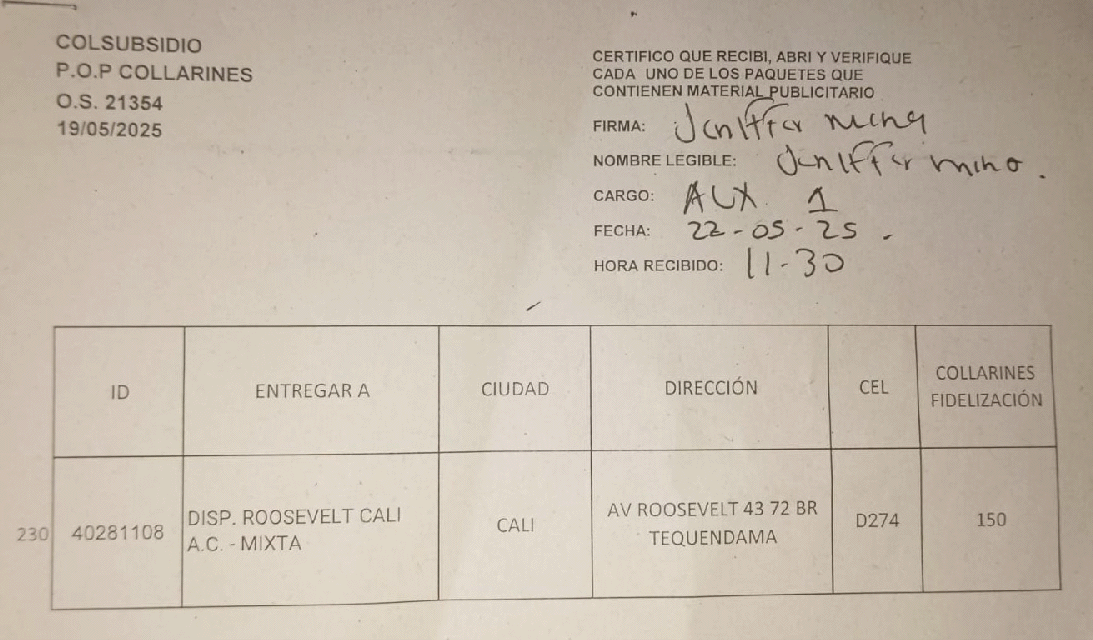 COLSUBSIDIO
P.O.P COLLARINES
O.S. 21354
19/05/2025
CERTIFICO QUE RECIBI, ABRI Y VERIFIQUE
CADA UNO DE LOS PAQUETES QUE
CONTIENEN MATERIAL PUBLICITARIO
FIRMA: Jeniffer
NOMBRE LEGIBLE: Jeniffer
CARGO: AUX 1
FECHA: 22-05-25.
HORA RECIBIDO: 11-30
ID ENTREGAR A CIUDAD DIRECCIÓN CEL COLLARINES
FIDELIZACIÓN
230 40281108 DISP. ROOSEVELT CALI
A.C. - MIXTA
CALI
AV ROOSEVELT 43 72 BR
TEQUENDAMA
D274
150